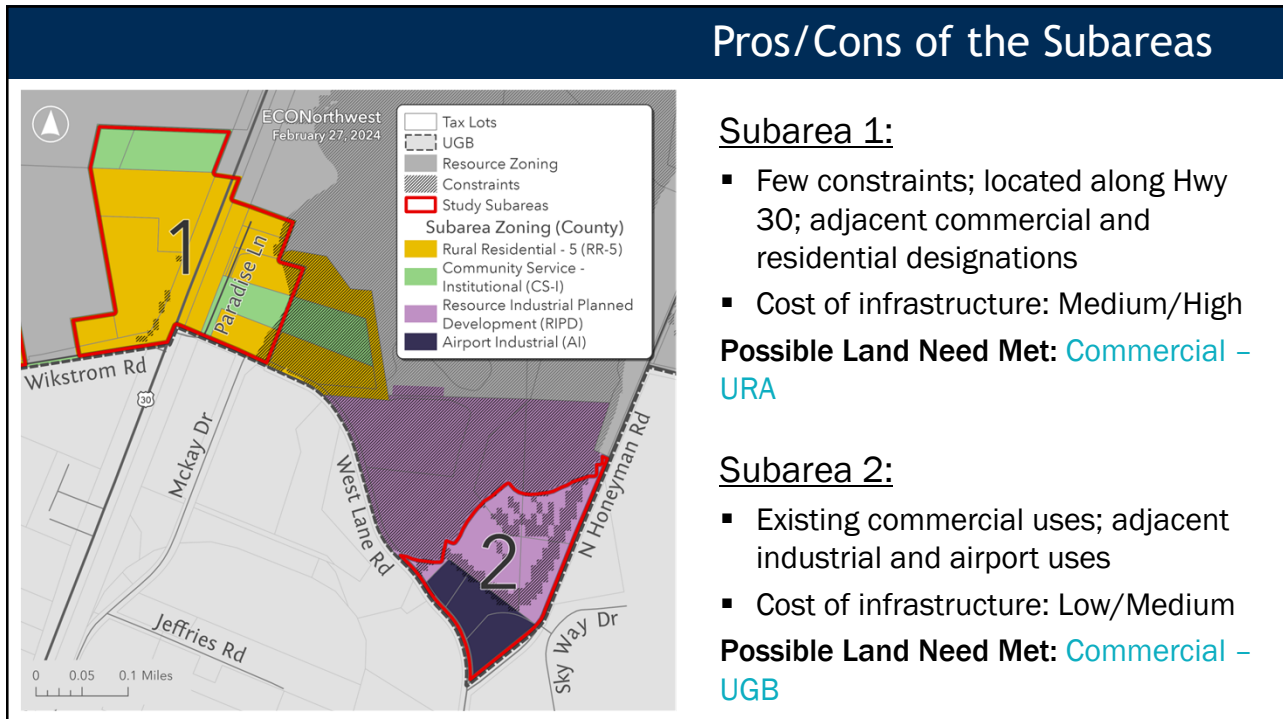 Pros/Cons of the Subareas
ECONorthwest
February 27, 2024
Tax Lots
UGB
Resource Zoning
Constraints
Study Subareas
Subarea Zoning (County)
Rural Residential - 5 (RR-5)
Community Service -
Institutional (CS-I)
Resource Industrial Planned
Development (RIPD)
Airport Industrial (AI)
1
Paradise Ln
Wikstrom Rd
30
Mckay Dr
West Lane Rd
N Honeyman Rd
2
Jeffries Rd
Sky Way Dr
0 0.05 0.1 Miles
Subarea 1:
▪ Few constraints; located along Hwy
30; adjacent commercial and
residential designations
▪ Cost of infrastructure: Medium/High
Possible Land Need Met: Commercial –
URA
Subarea 2:
▪ Existing commercial uses; adjacent
industrial and airport uses
▪ Cost of infrastructure: Low/Medium
Possible Land Need Met: Commercial –
UGB